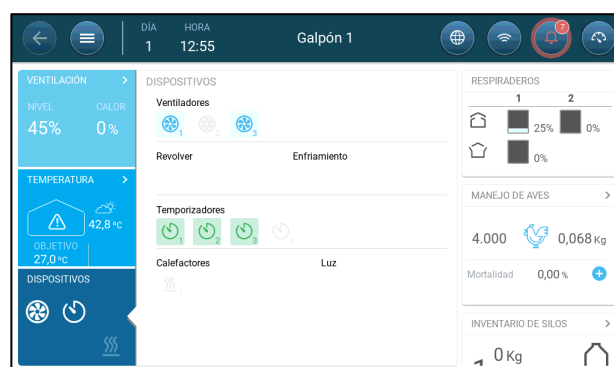 DÍA HORA
1 12:55 Galpón 1 7
VENTILACIÓN >
NIVEL CALOR
45% 0%
TEMPERATURA >
42,8 ºC
OBJETIVO
27,0 ºC
DISPOSITIVOS
DISPOSITIVOS
Ventiladores
1 2 3
Revolver Enfriamiento
Temporizadores
1 2 3 4
Calefactores Luz
1
RESPIRADEROS
1 2
25% 0%
0%
MANEJO DE AVES >
4.000 0,068 KG
Mortalidad 0,00 %
INVENTARIO DE SILOS >
1 0 Kg